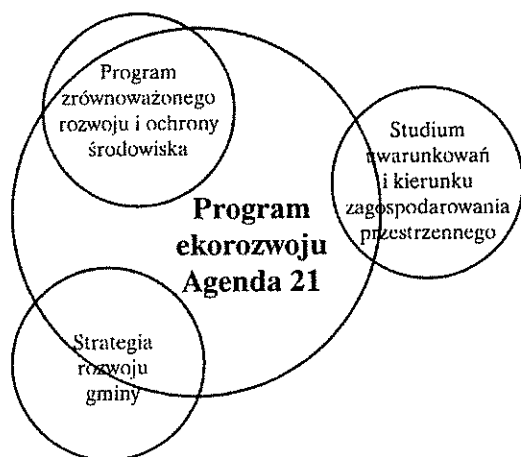 Program
zrównoważonego
rozwoju i ochrony
środowiska
Studium
uwarunkowań
i kierunku
zagospodarowania
przestrzennego
Program
ekorozwoju
Agenda 21
Strategia
rozwoju
gminy